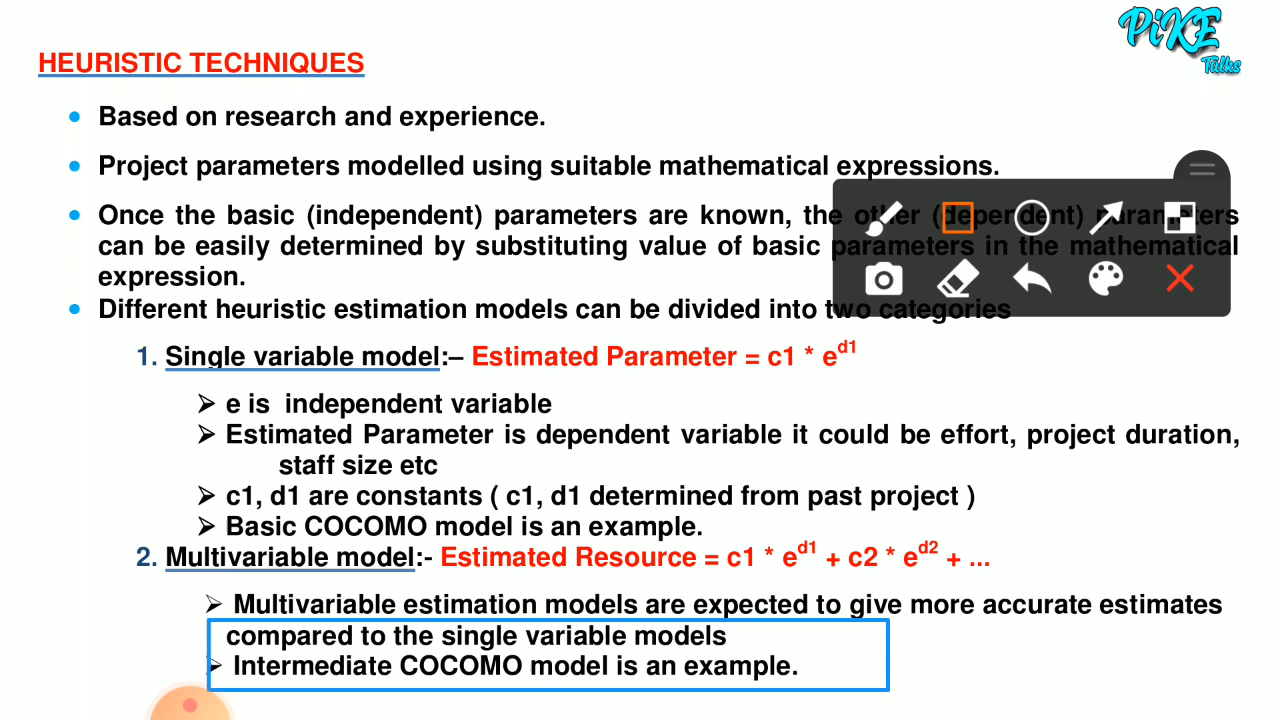 PiKE
Talks
HEURISTIC TECHNIQUES
• Based on research and experience.
• Project parameters modelled using suitable mathematical expressions.
• Once the basic (independent) parameters are known, the other (dependent) parameters
can be easily determined by substituting value of basic parameters in the mathematical
expression.
• Different heuristic estimation models can be divided into two categories
1. Single variable model:– Estimated Parameter = c1 * e^d1
➢ e is independent variable
➢ Estimated Parameter is dependent variable it could be effort, project duration,
staff size etc
➢ c1, d1 are constants ( c1, d1 determined from past project )
➢ Basic COCOMO model is an example.
2. Multivariable model:- Estimated Resource = c1 * e^d1 + c2 * e^d2 + ...
➢ Multivariable estimation models are expected to give more accurate estimates
compared to the single variable models
➢ Intermediate COCOMO model is an example.